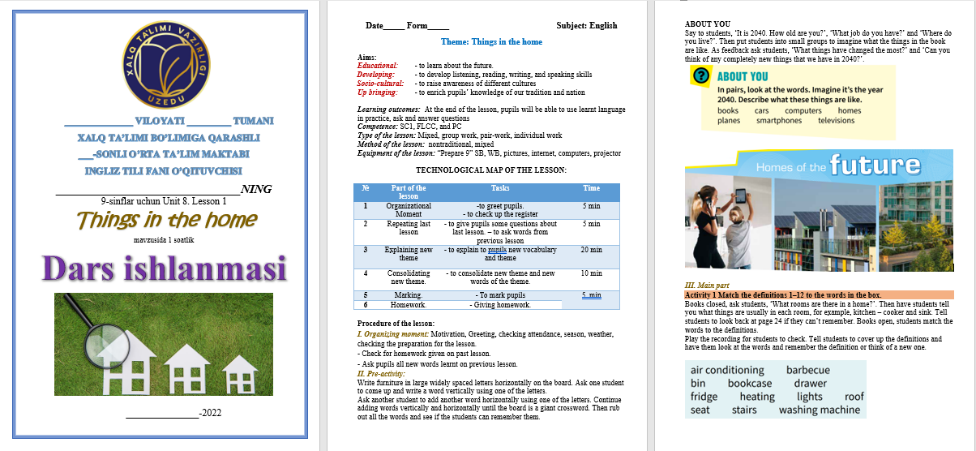 XALQ TA'LIMI VAZIRLIGI
UZEDU
____________ VILOYATI ________ TUMANI
XALQ TA'LIMI BO'LIMIGA QARASHLI
___-SONLI O'RTA TA'LIM MAKTABI
INGLIZ TILI FANI O'QITUVCHISI
______________________________NING
9-sinflar uchun Unit 8. Lesson 1
Things in the home
mavzusida 1 soatlik
Dars ishlanmasi
_______________-2022
Date_____ Form_____ Subject: English
Theme: Things in the home
Aims:
Educational: - to learn about the future.
Developing: - to develop listening, reading, writing, and speaking skills
Socio-cultural: - to raise awareness of different cultures
Up bringing: - to enrich pupils' knowledge of our tradition and nation
Learning outcomes: At the end of the lesson, pupils will be able to use learnt language
in practice, ask and answer questions
Competence: SC1, FLCC, and PC
Type of the lesson: Mixed, group work, pair-work, individual work
Method of the lesson: nontraditional, mixed
Equipment of the lesson: "Prepare 9" SB, WB, pictures, internet, computers, projector
TECHNOLOGICAL MAP OF THE LESSON:
№ Part of the lesson Tasks Time
1 Organizational Moment -to greet pupils. - to check up the register 5 min
2 Repeating last lesson - to give pupils some questions about last lesson. – to ask words from previous lesson 5 min
3 Explaining new theme - to explain to pupils new vocabulary and theme 20 min
4 Consolidating new theme. - to consolidate new theme and new words of the theme. 10 min
5 Marking. - To mark pupils 5 min
6 Homework. - Giving homework.
Procedure of the lesson:
I. Organizing moment: Motivation, Greeting, checking attendance, season, weather,
checking the preparation for the lesson.
- Check for homework given on past lesson.
- Ask pupils all new words learnt on previous lesson.
II. Pre-activity:
Write furniture in large widely spaced letters horizontally on the board. Ask one student
to come up and write a word vertically using one of the letters.
Ask another student to add another word horizontally using one of the letters. Continue
adding words vertically and horizontally until the board is a giant crossword. Then rub
out all the words and see if the students can remember them.
ABOUT YOU
Say to students, 'It is 2040. How old are you?', 'What job do you have?' and 'Where do
you live?'. Then put students into small groups to imagine what the things in the book
are like. As feedback ask students, 'What things have changed the most?' and 'Can you
think of any completely new things that we have in 2040?'.
? ABOUT YOU
In pairs, look at the words. Imagine it's the year
2040. Describe what these things are like.
books cars computers homes
planes smartphones televisions
Homes of the future
III. Main part
Activity 1 Match the definitions 1–12 to the words in the box.
Books closed, ask students, 'What rooms are there in a home?'. Then have students tell
you what things are usually in each room, for example, kitchen – cooker and sink. Tell
students to look back at page 24 if they can't remember. Books open, students match the
words to the definitions.
Play the recording for students to check. Tell students to cover up the definitions and
have them look at the words and remember the definition or think of a new one.
air conditioning barbecue
bin bookcase drawer
fridge heating lights roof
seat stairs washing machine